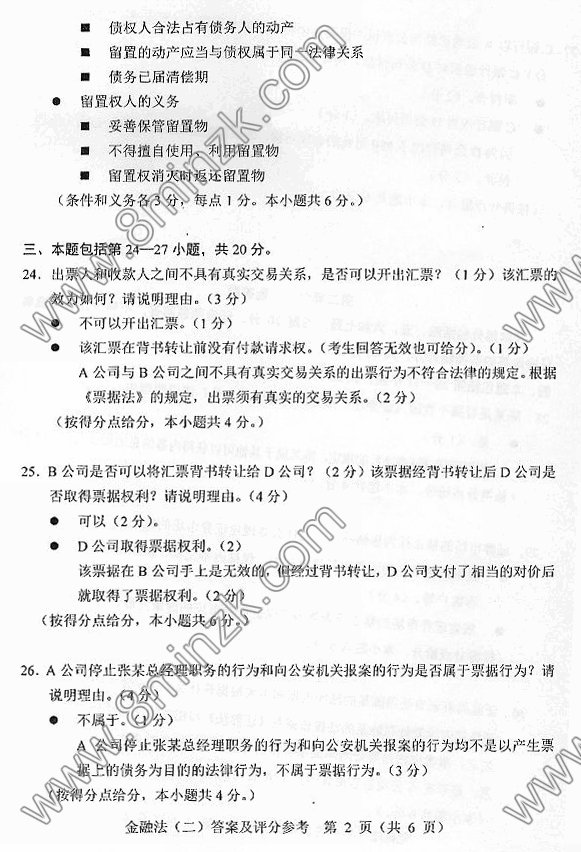 ■ 债权人合法占有债务人的动产
■ 留置的动产应当与债权属于同一法律关系
■ 债务已届清偿期
● 留置权人的义务
■ 妥善保管留置物
■ 不得擅自使用、利用留置物
■ 留置权消灭时返还留置物
（条件和义务各3分，每点1分。本小题共6分。）
三、本题包括第24—27小题，共20分。
24．出票人和收款人之间不具有真实交易关系，是否可以开出汇票？（1分）该汇票的
效力如何？请说明理由。（3分）
● 不可以开出汇票。（1分）
● 该汇票在背书转让前没有付款请求权。（考生回答无效也可给分）。（1分）
A公司与B公司之间不具有真实交易关系的出票行为不符合法律的规定。根据
《票据法》的规定，出票须有真实的交易关系。（2分）
（按得分点给分，本小题共4分。）
25．B公司是否可以将汇票背书转让给D公司？（2分）该票据经背书转让后D公司是
否取得票据权利？请说明理由。（4分）
● 可以（2分）。
● D公司取得票据权利。（2）
该票据在B公司手上是无效的，但经过背书转让，D公司支付了相当的对价后
就取得了票据权利。（2分）
（按得分点给分，本小题共6分。）
26．A公司停止张某总经理职务的行为和向公安机关报案的行为是否属于票据行为？请
说明理由。（4分）
● 不属于。（1分）
A公司停止张某总经理职务的行为和向公安机关报案的行为均不是以产生票
据上的债务为目的的法律行为，不属于票据行为。（3分）
（按得分点给分，本小题共4分。）
金融法（二）答案及评分参考 第 2 页（共 6 页）
www.8minzk.com
www.8minzk.com
www.8minzk.com
www.8minzk.com